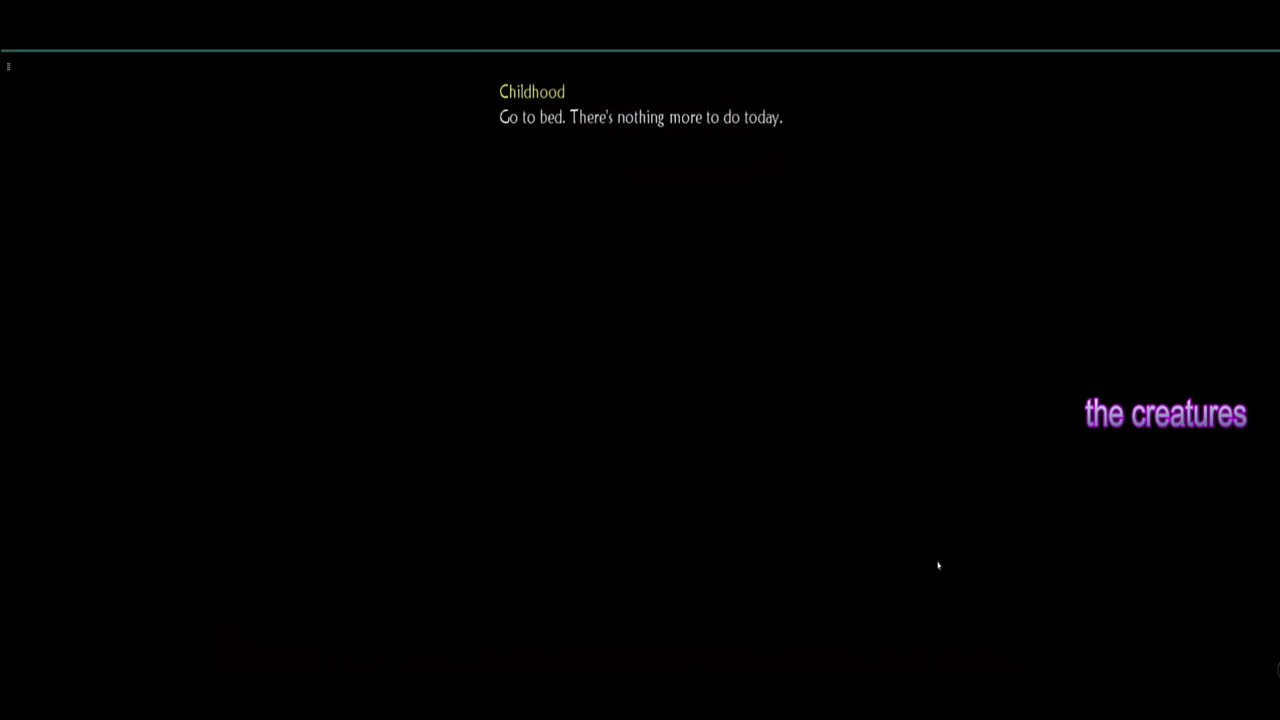 Childhood
Go to bed. There's nothing more to do today.
the creatures